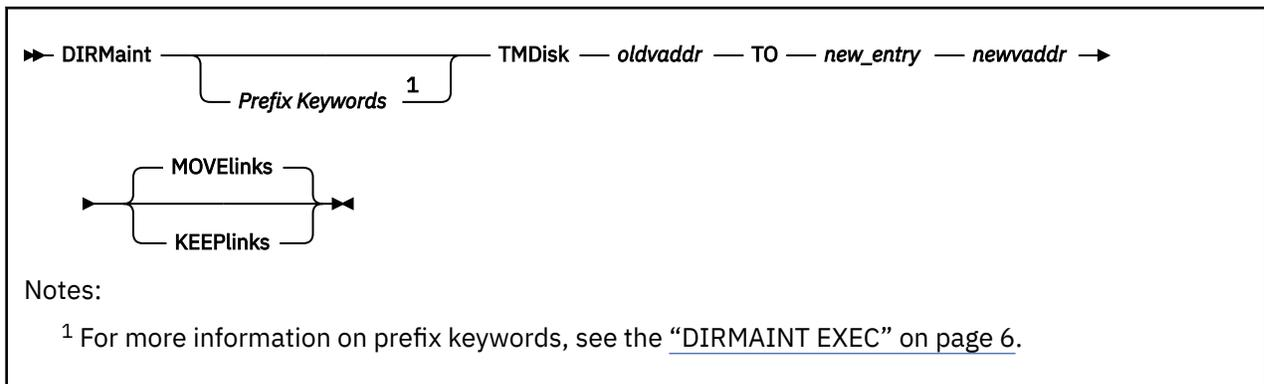 DIRMaint TMDisk oldvaddr TO new_entry newvaddr
Prefix Keywords 1
MOVElinks
KEEPlinks
Notes:
1 For more information on prefix keywords, see the “DIRMAINT EXEC” on page 6.